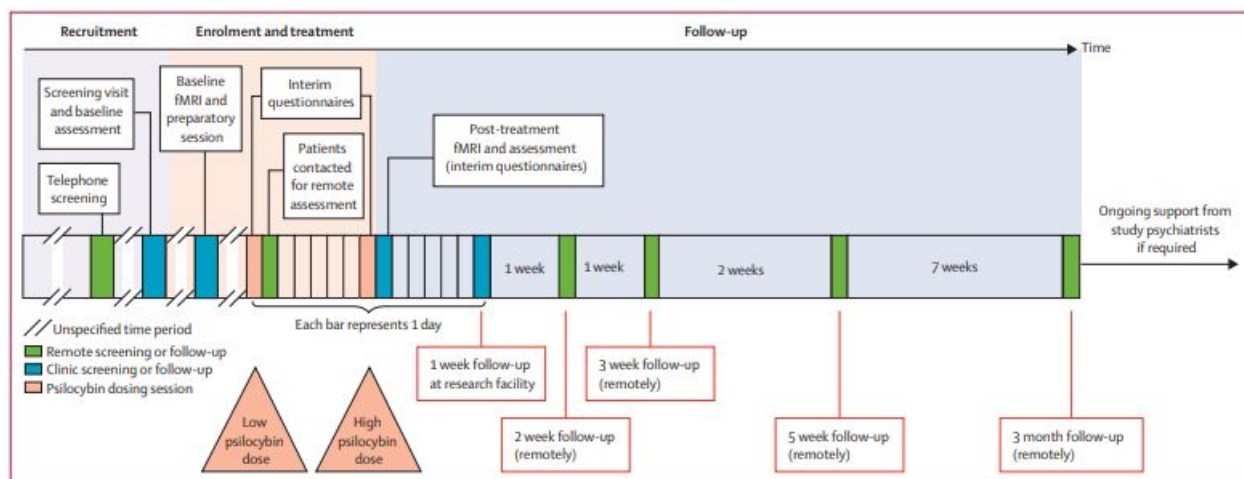 Recruitment
Enrolment and treatment
Follow-up
Time
Screening visit
and baseline
assessment
Baseline
fMRI and
preparatory
session
Interim
questionnaires
Patients
contacted
for remote
assessment
Post-treatment
fMRI and assessment
(interim questionnaires)
Telephone
screening
Ongoing support from
study psychiatrists
if required
1 week
1 week
2 weeks
7 weeks
Each bar represents 1 day
Unspecified time period
Remote screening or follow-up
Clinic screening or follow-up
Psilocybin dosing session
Low
psilocybin
dose
High
psilocybin
dose
1 week follow-up
at research facility
2 week follow-up
(remotely)
3 week follow-up
(remotely)
5 week follow-up
(remotely)
3 month follow-up
(remotely)